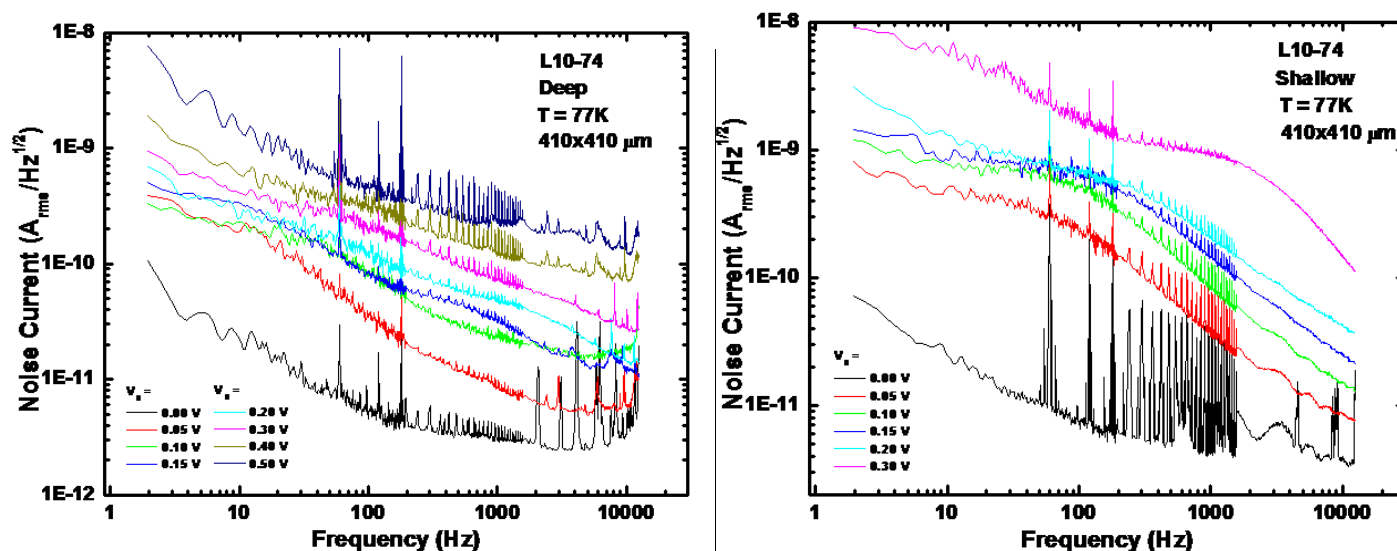 1E-8
1E-9
1E-10
1E-11
1E-12
Noise Current (A_rms/Hz^1/2)
L10-74
Deep
T = 77K
410x410 μm
V_B =
0.00 V
0.05 V
0.10 V
0.15 V
V_B =
0.20 V
0.30 V
0.40 V
0.50 V
1 10 100 1000 10000
Frequency (Hz)
1E-8
1E-9
1E-10
1E-11
Noise Current (A_rms/Hz^1/2)
L10-74
Shallow
T = 77K
410x410 μm
V_B =
0.00 V
0.05 V
0.10 V
0.15 V
0.20 V
0.30 V
1 10 100 1000 10000
Frequency (Hz)